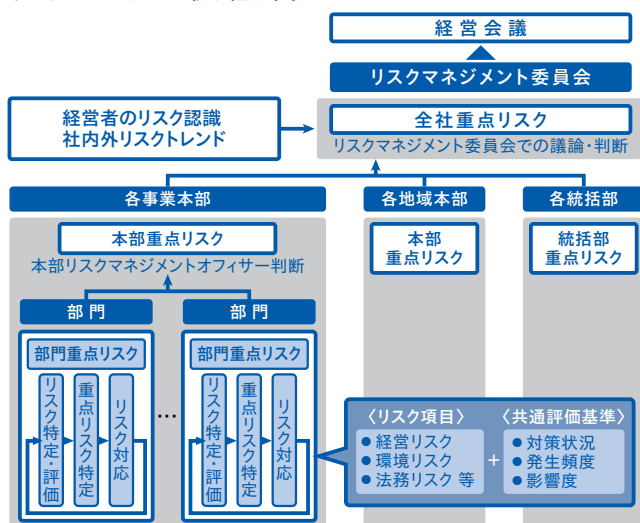 経営会議
リスクマネジメント委員会
経営者のリスク認識
社内外リスクトレンド
全社重点リスク
リスクマネジメント委員会での議論・判断
各事業本部
各地域本部
各統括部
本部重点リスク
本部リスクマネジメントオフィサー判断
本部
重点リスク
統括部
重点リスク
部門
部門
部門重点リスク
リスク特定・評価
重点リスク特定
リスク対応
…
部門重点リスク
リスク特定・評価
重点リスク特定
リスク対応
〈リスク項目〉
●経営リスク
●環境リスク
●法務リスク 等
+
〈共通評価基準〉
●対策状況
●発生頻度
●影響度